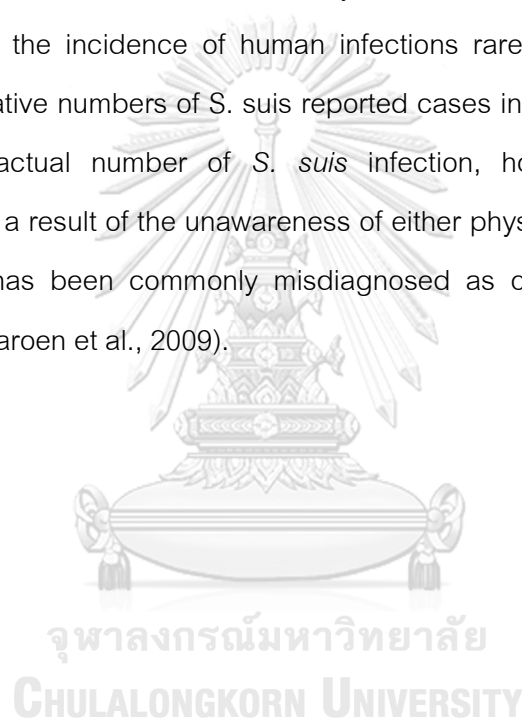 the incidence of human infections rare
ative numbers of S. suis reported cases in
actual number of S. suis infection, ho
a result of the unawareness of either phys
has been commonly misdiagnosed as o
aroen et al., 2009).
จุฬาลงกรณ์มหาวิทยาลัย
CHULALONGKORN UNIVERSITY